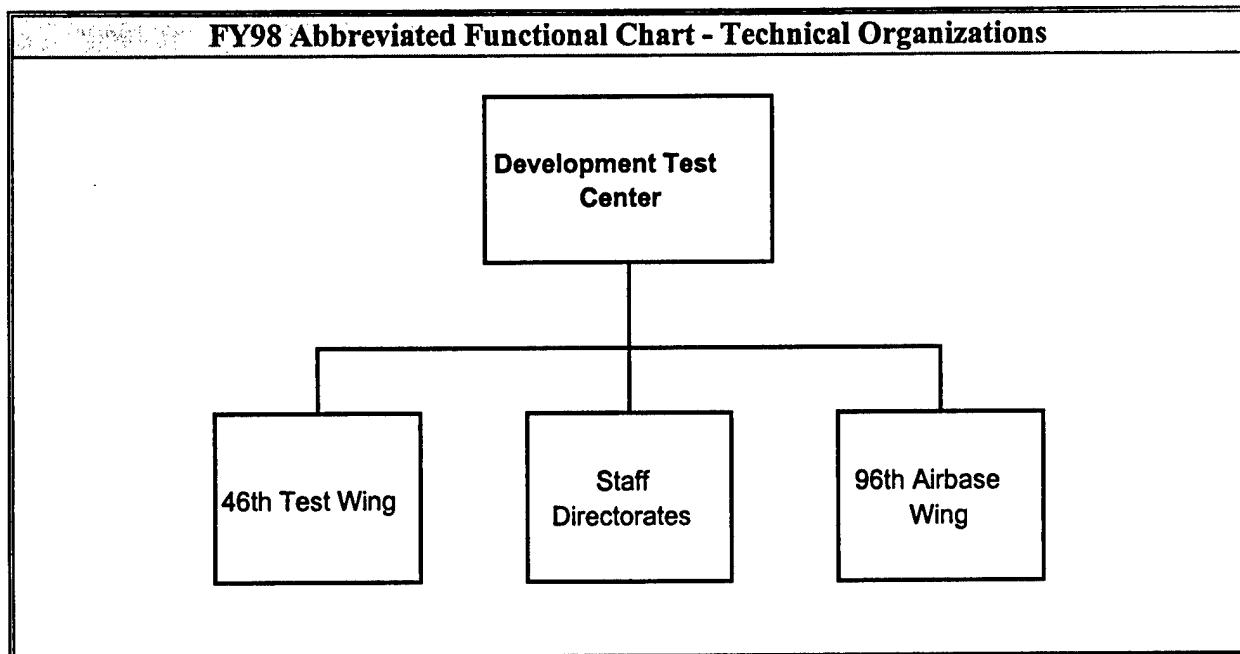 FY98 Abbreviated Functional Chart - Technical Organizations
Development Test
Center
46th Test Wing
Staff
Directorates
96th Airbase
Wing